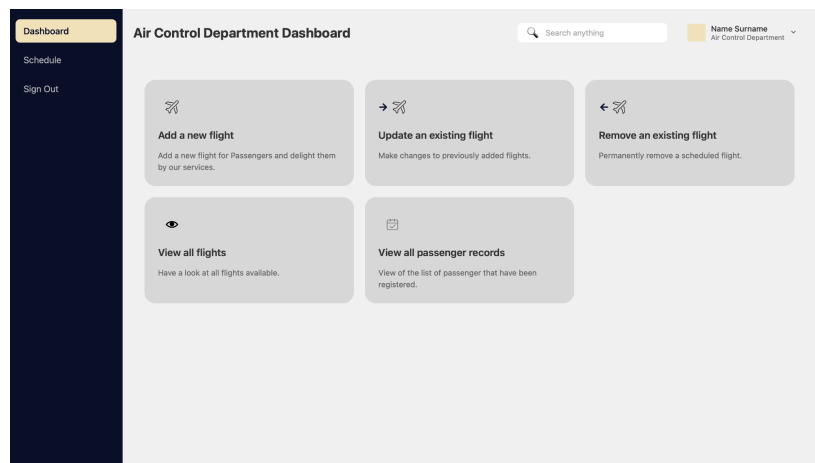 Dashboard
Schedule
Sign Out
Air Control Department Dashboard
Search anything
Name Surname
Air Control Department
Add a new flight
Add a new flight for Passengers and delight them
by our services.
Update an existing flight
Make changes to previously added flights.
Remove an existing flight
Permanently remove a scheduled flight.
View all flights
Have a look at all flights available.
View all passenger records
View of the list of passenger that have been
registered.